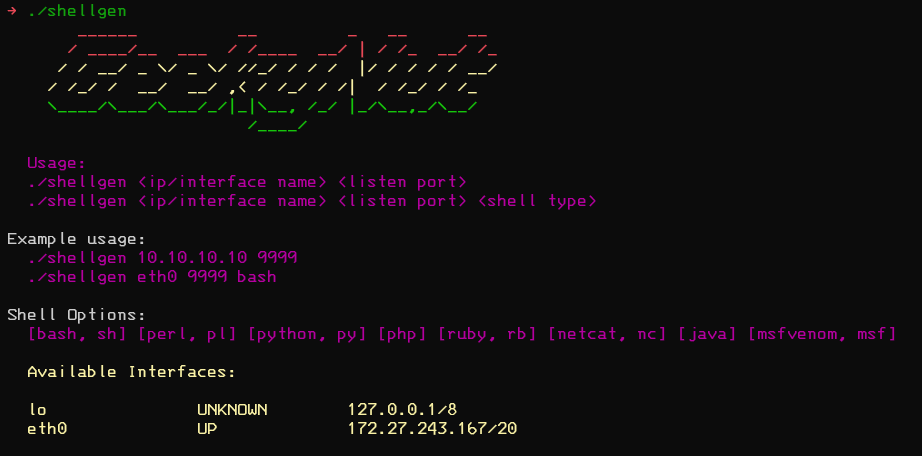 → ./shellgen
Usage:
./shellgen <ip/interface name> <listen port>
./shellgen <ip/interface name> <listen port> <shell type>
Example usage:
./shellgen 10.10.10.10 9999
./shellgen eth0 9999 bash
Shell Options:
[bash, sh] [perl, pl] [python, py] [php] [ruby, rb] [netcat, nc] [java] [msfvenom, msf]
Available Interfaces:
lo UNKNOWN 127.0.0.1/8
eth0 UP 172.27.243.167/20